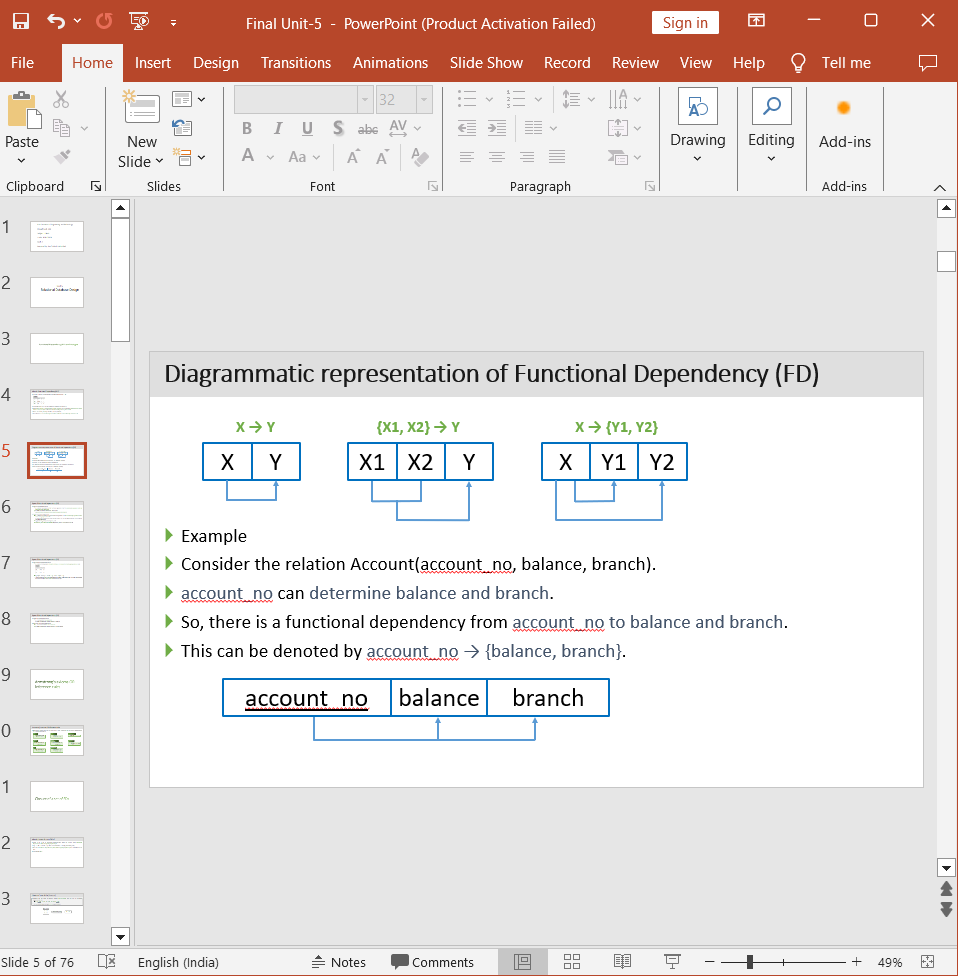 Final Unit-5 - PowerPoint (Product Activation Failed)
Sign in
File Home Insert Design Transitions Animations Slide Show Record Review View Help Tell me
Paste
New
Slide
32
B I U S abc AV
A Aa A A
Drawing
Editing
Add-ins
Clipboard Slides Font Paragraph Add-ins
1
2
3
4
5
6
7
8
9
0
1
2
3
Diagrammatic representation of Functional Dependency (FD)
X → Y {X1, X2} → Y X → {Y1, Y2}
X Y X1 X2 Y X Y1 Y2
Example
Consider the relation Account(account_no, balance, branch).
account_no can determine balance and branch.
So, there is a functional dependency from account_no to balance and branch.
This can be denoted by account_no → {balance, branch}.
account_no balance branch
Slide 5 of 76 English (India) Notes Comments 49%